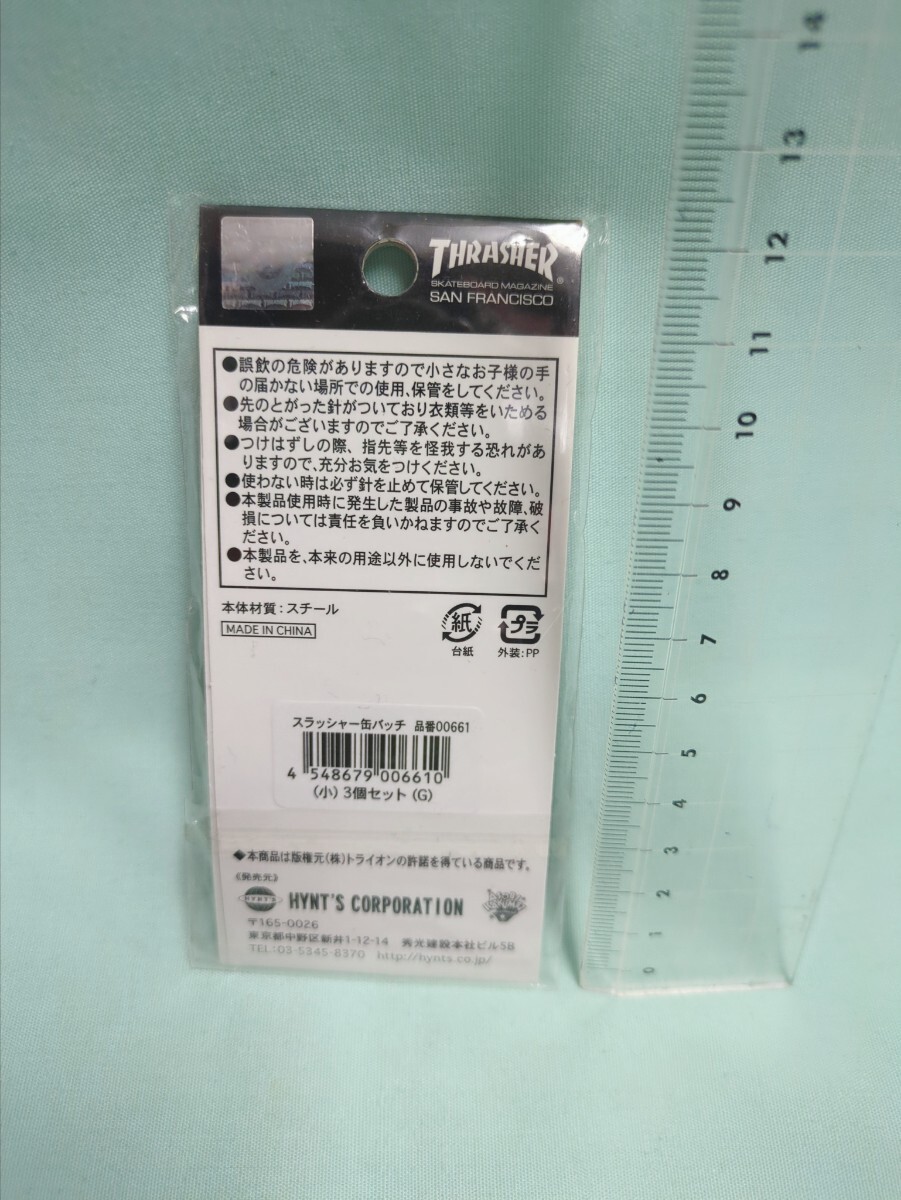 THRASHER
SKATEBOARD MAGAZINE
SAN FRANCISCO
●誤飲の危険がありますので小さなお子様の手
の届かない場所での使用、保管をしてください。
●先のとがった針がついており衣類等をいためる
場合がございますのでご了承ください。
●つけはずしの際、指先等を怪我する恐れがあ
りますので、充分お気をつけください。
●使わない時は必ず針を止めて保管してください。
●本製品使用時に発生した製品の事故や故障、破
損については責任を負いかねますのでご了承く
ださい。
●本製品を、本来の用途以外に使用しないでくだ
さい。
本体材質:スチール
MADE IN CHINA
紙
台紙
プラ
外装:PP
スラッシャー缶バッチ 品番00661
4 548679 006610
(小)3個セット(G)
◆本商品は版権元(株)トライオンの許諾を得ている商品です。
《発売元》
HYNT'S
HYNT'S CORPORATION
〒165-0026
東京都中野区新井1-12-14 秀光建設本社ビル5B
TEL:03-5345-8370 http://hynts.co.jp/
14
13
12
11
10
9
8
7
6
5
4
3
2
1
0